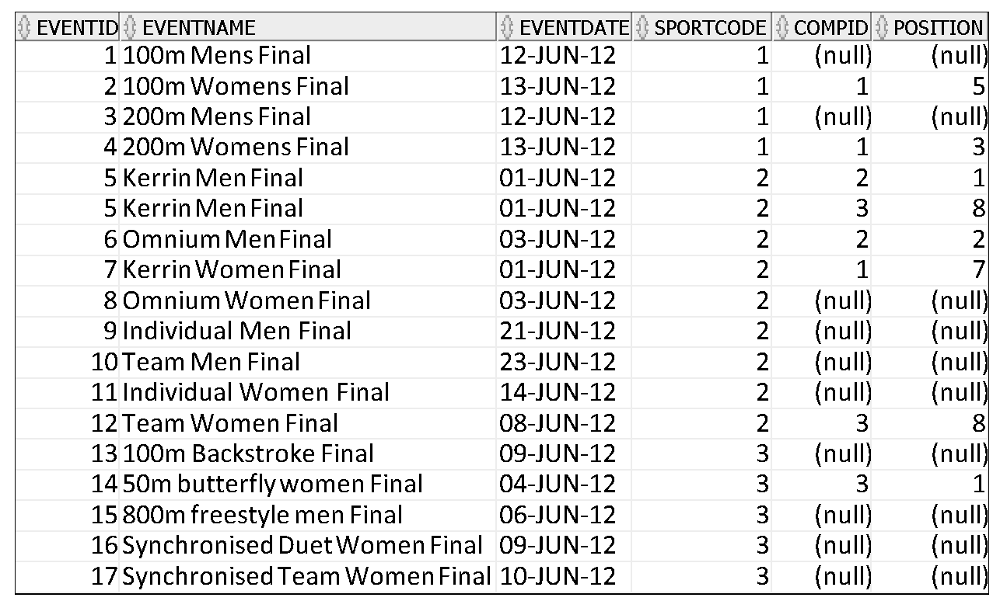 EVENTID EVENTNAME EVENTDATE SPORTCODE COMPID POSITION
1 100m Mens Final 12-JUN-12 1 (null) (null)
2 100m Womens Final 13-JUN-12 1 1 5
3 200m Mens Final 12-JUN-12 1 (null) (null)
4 200m Womens Final 13-JUN-12 1 1 3
5 Kerrin Men Final 01-JUN-12 2 2 1
5 Kerrin Men Final 01-JUN-12 2 3 8
6 Omnium Men Final 03-JUN-12 2 2 2
7 Kerrin Women Final 01-JUN-12 2 1 7
8 Omnium Women Final 03-JUN-12 2 (null) (null)
9 Individual Men Final 21-JUN-12 2 (null) (null)
10 Team Men Final 23-JUN-12 2 (null) (null)
11 Individual Women Final 14-JUN-12 2 (null) (null)
12 Team Women Final 08-JUN-12 2 3 8
13 100m Backstroke Final 09-JUN-12 3 (null) (null)
14 50m butterfly women Final 04-JUN-12 3 3 1
15 800m freestyle men Final 06-JUN-12 3 (null) (null)
16 Synchronised Duet Women Final 09-JUN-12 3 (null) (null)
17 Synchronised Team Women Final 10-JUN-12 3 (null) (null)